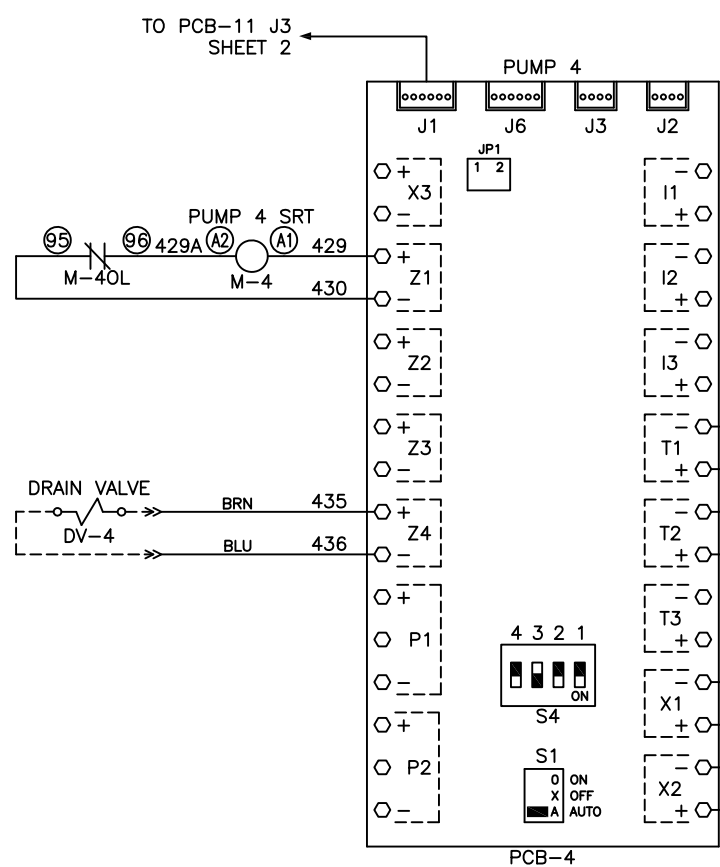 TO PCB-11 J3
SHEET 2
PUMP 4
J1 J6 J3 J2
JP1
1 2
+ X3 −
− I1 +
PUMP 4 SRT
95 96 429A A2 A1 429
M-4OL M-4
430
+ Z1 −
− I2 +
+ Z2 −
− I3 +
+ Z3 −
− T1 +
DRAIN VALVE
DV-4
BRN 435
BLU 436
+ Z4 −
− T2 +
+ P1 −
− T3 +
4 3 2 1
ON
S4
− X1 +
+ P2 −
S1
O ON
X OFF
A AUTO
− X2 +
PCB-4